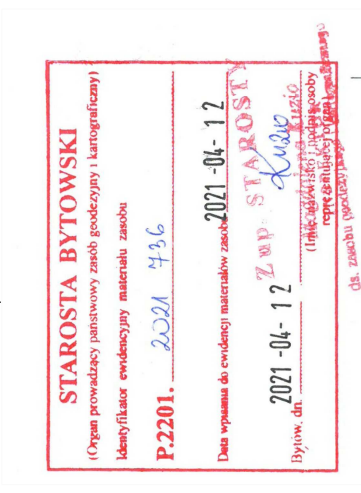 STAROSTA BYTOWSKI
(Organ prowadzący państwowy zasób geodezyjny i kartograficzny)
Identyfikator ewidencyjny materiału zasobu
P.2201. 2021 736
Data wpisania do ewidencji materiałów zasobu 2021 -04- 12
Z up. STAROSTY
Kuzio
Bytów, dn. 2021 -04- 12
(Imię nazwisko i podpis osoby
reprezentującej organ
ds. zasobu geodezyjnego